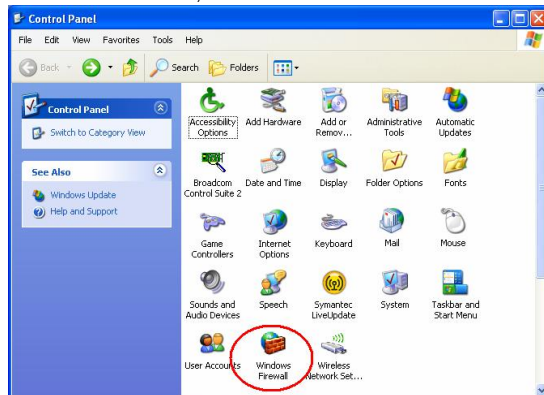 Control Panel
File Edit View Favorites Tools Help
Back Search Folders
Control Panel
Switch to Category View
See Also
Windows Update
Help and Support
Accessibility Options
Add Hardware
Add or Remov...
Administrative Tools
Automatic Updates
Broadcom Control Suite 2
Date and Time
Display
Folder Options
Fonts
Game Controllers
Internet Options
Keyboard
Mail
Mouse
Sounds and Audio Devices
Speech
Symantec LiveUpdate
System
Taskbar and Start Menu
User Accounts
Windows Firewall
Wireless Network Set...